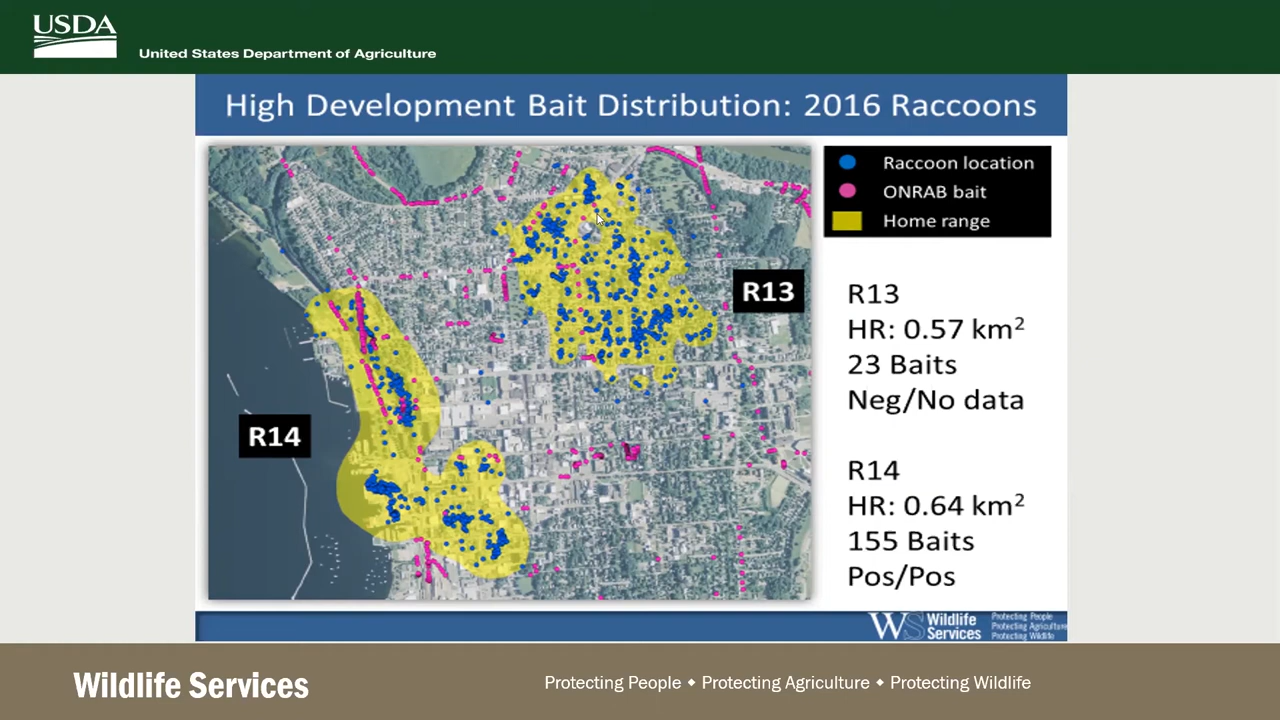 USDA
United States Department of Agriculture
High Development Bait Distribution: 2016 Raccoons
Raccoon location
ONRAB bait
Home range
R13
R14
R13
HR: 0.57 km²
23 Baits
Neg/No data
R14
HR: 0.64 km²
155 Baits
Pos/Pos
WS Wildlife Services
Protecting People
Protecting Agriculture
Protecting Wildlife
Wildlife Services
Protecting People ◆ Protecting Agriculture ◆ Protecting Wildlife